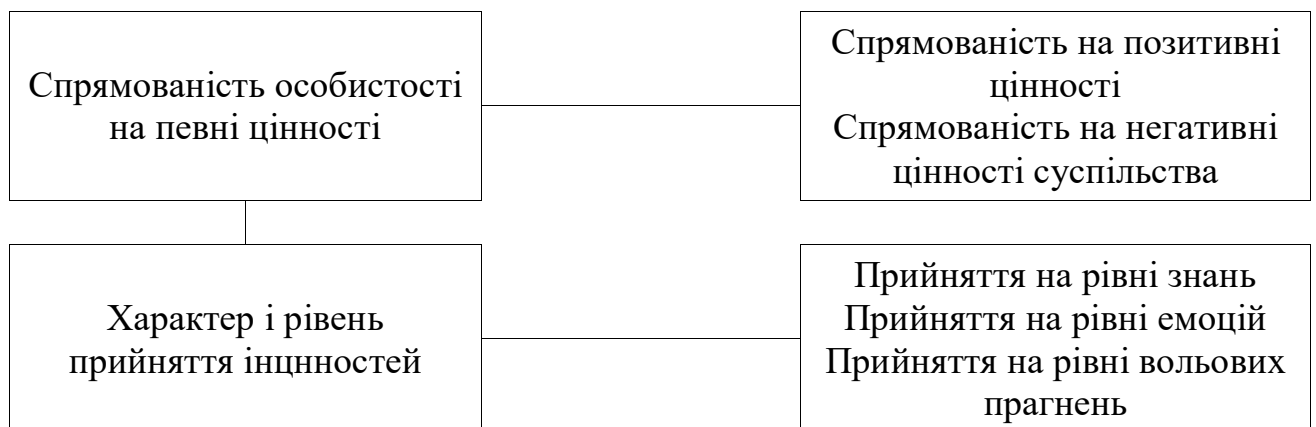 Спрямованість особистості
на певні цінності
Спрямованість на позитивні
цінності
Спрямованість на негативні
цінності суспільства
Характер і рівень
прийняття інцнностей
Прийняття на рівні знань
Прийняття на рівні емоцій
Прийняття на рівні вольових
прагнень